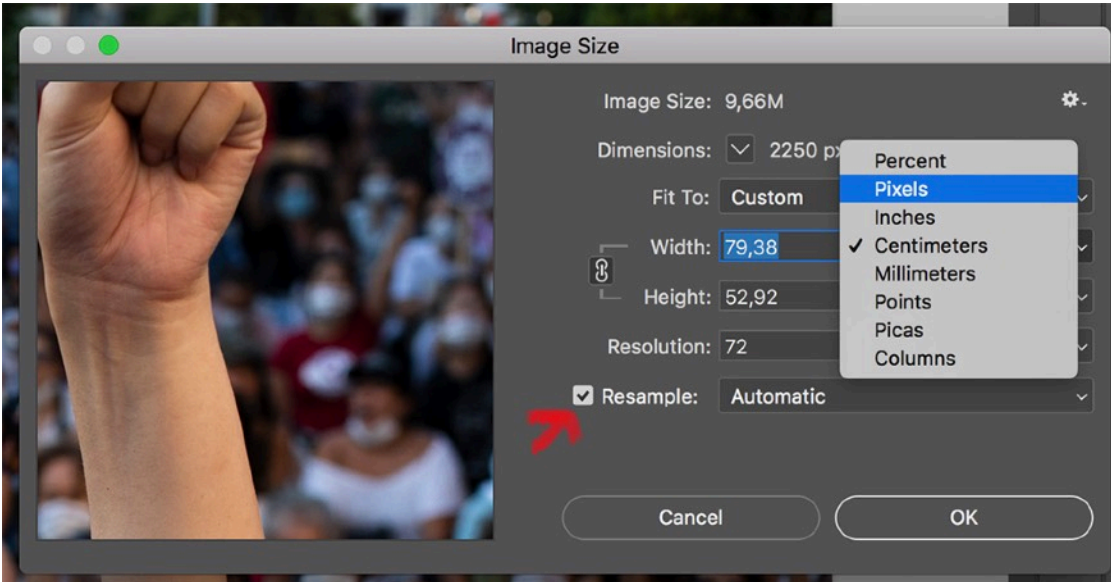 Image Size
Image Size: 9,66M
Dimensions: 2250
Fit To: Custom
Width: 79,38
Height: 52,92
Resolution: 72
Resample: Automatic
Percent
Pixels
Inches
Centimeters
Millimeters
Points
Picas
Columns
Cancel
OK